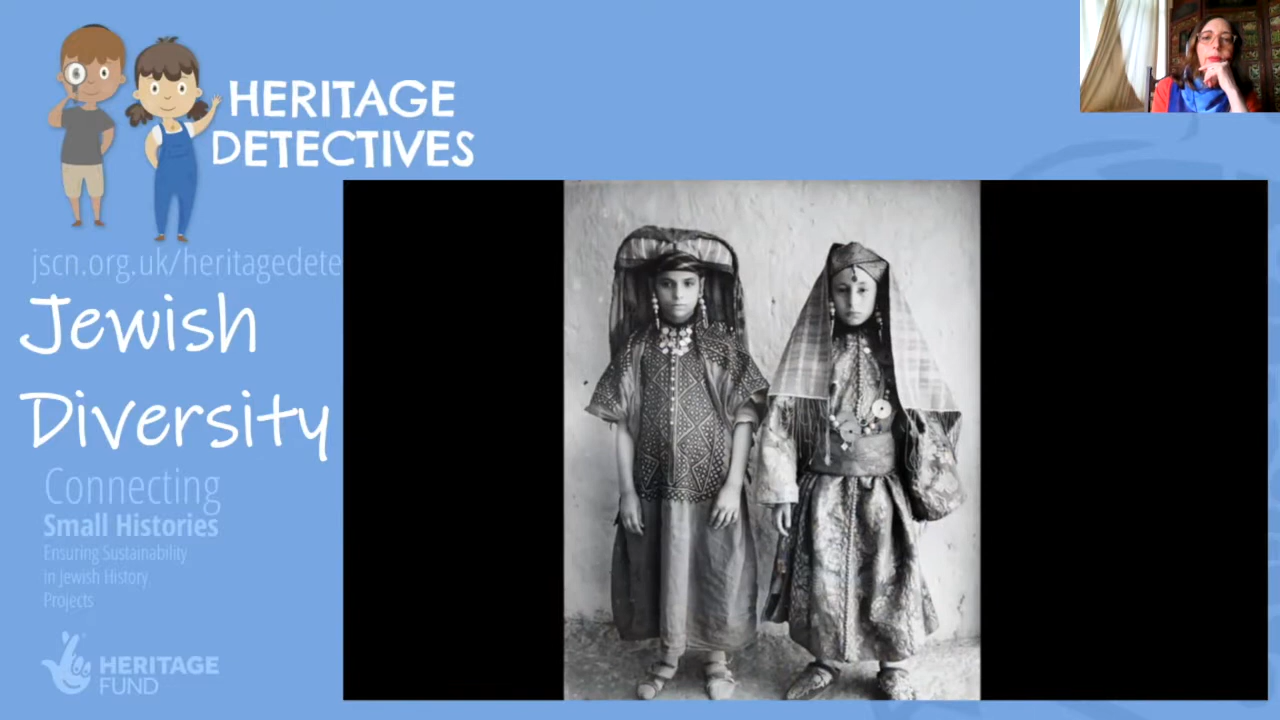 HERITAGE
DETECTIVES
jscn.org.uk/heritagedete
Jewish
Diversity
Connecting
Small Histories
Ensuring Sustainability
in Jewish History
Projects
HERITAGE
FUND